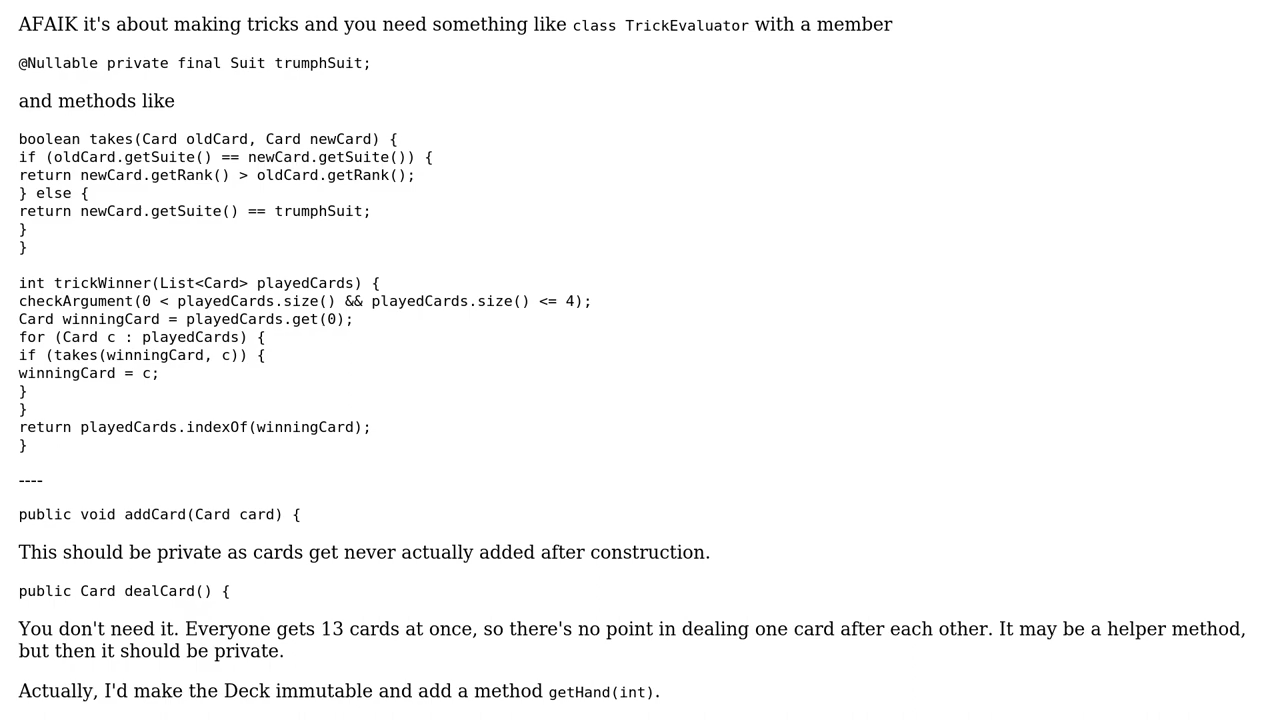 AFAIK it's about making tricks and you need something like class TrickEvaluator with a member
@Nullable private final Suit trumphSuit;
and methods like
boolean takes(Card oldCard, Card newCard) {
if (oldCard.getSuite() == newCard.getSuite()) {
return newCard.getRank() > oldCard.getRank();
} else {
return newCard.getSuite() == trumphSuit;
}
}
int trickWinner(List<Card> playedCards) {
checkArgument(0 < playedCards.size() && playedCards.size() <= 4);
Card winningCard = playedCards.get(0);
for (Card c : playedCards) {
if (takes(winningCard, c)) {
winningCard = c;
}
}
return playedCards.indexOf(winningCard);
}
----
public void addCard(Card card) {
This should be private as cards get never actually added after construction.
public Card dealCard() {
You don't need it. Everyone gets 13 cards at once, so there's no point in dealing one card after each other. It may be a helper method,
but then it should be private.
Actually, I'd make the Deck immutable and add a method getHand(int).